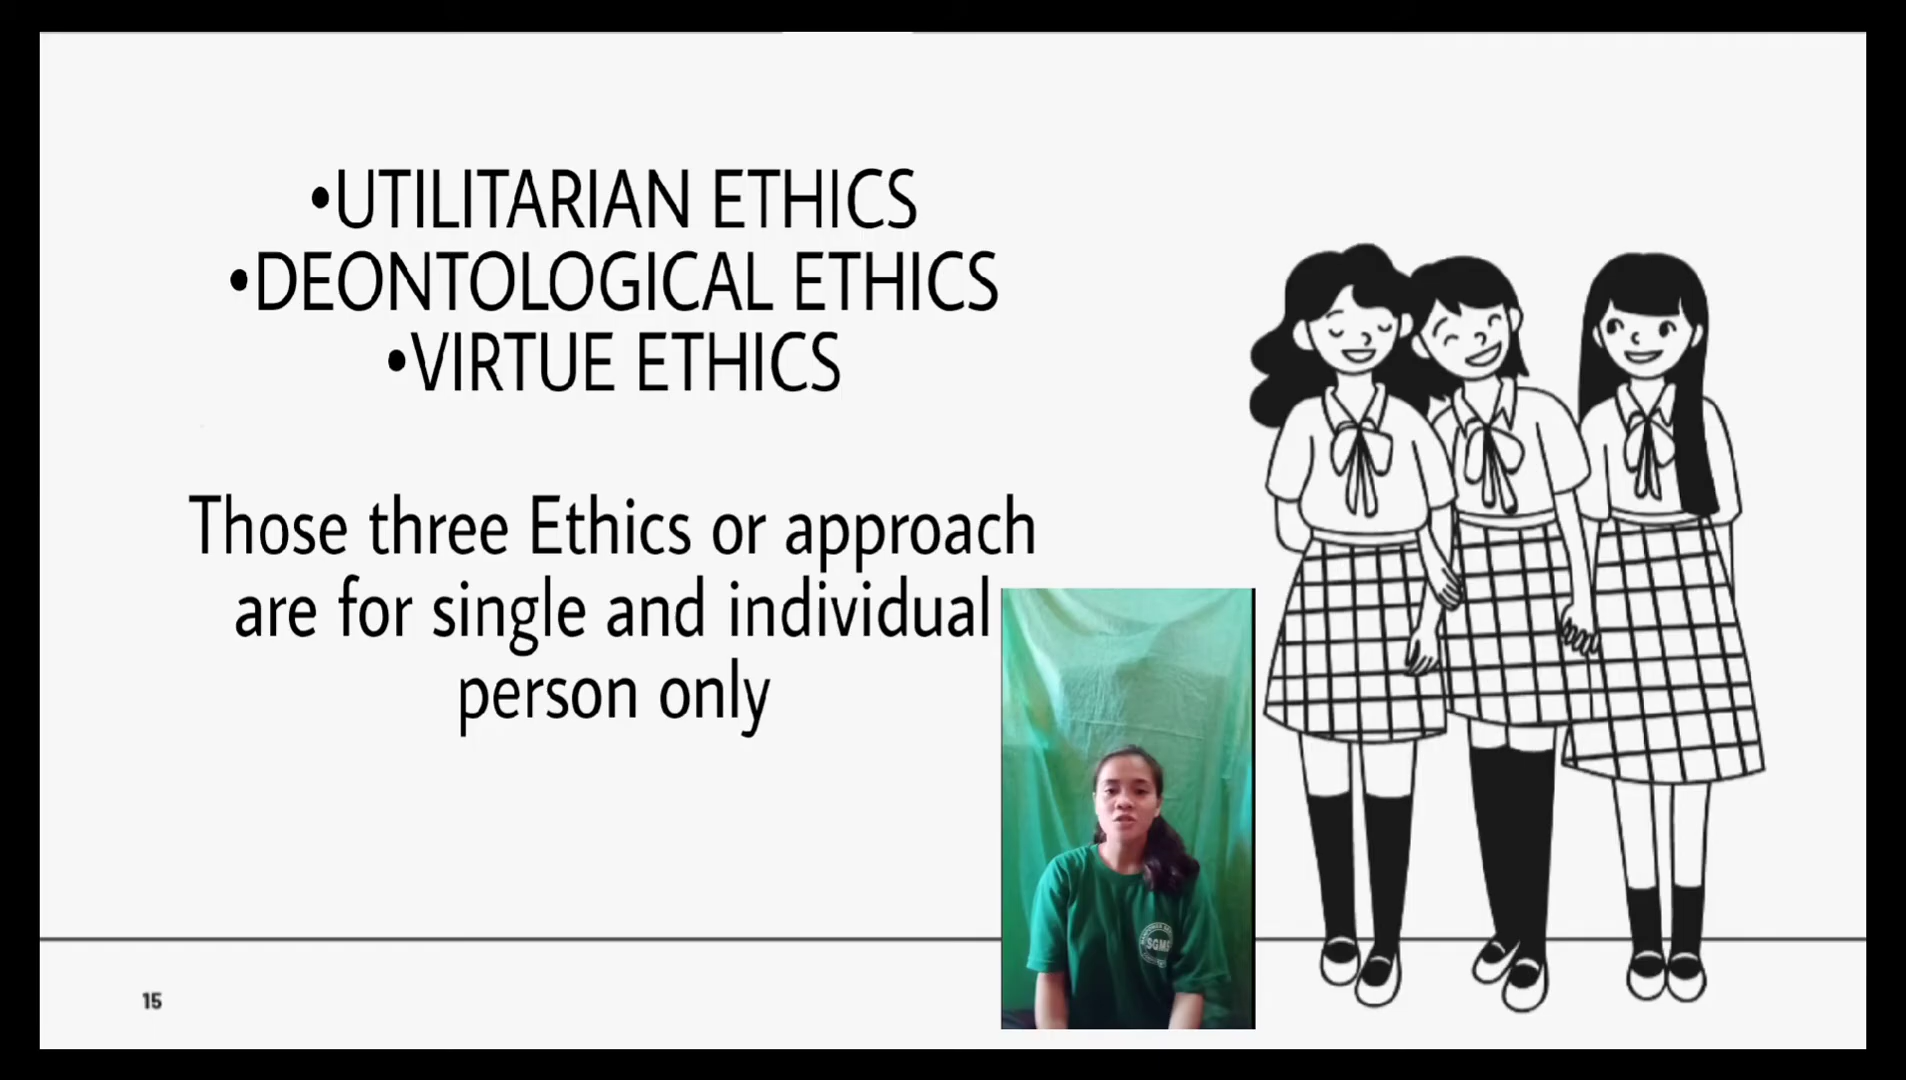 •UTILITARIAN ETHICS
•DEONTOLOGICAL ETHICS
•VIRTUE ETHICS
Those three Ethics or approach
are for single and individual
person only
15